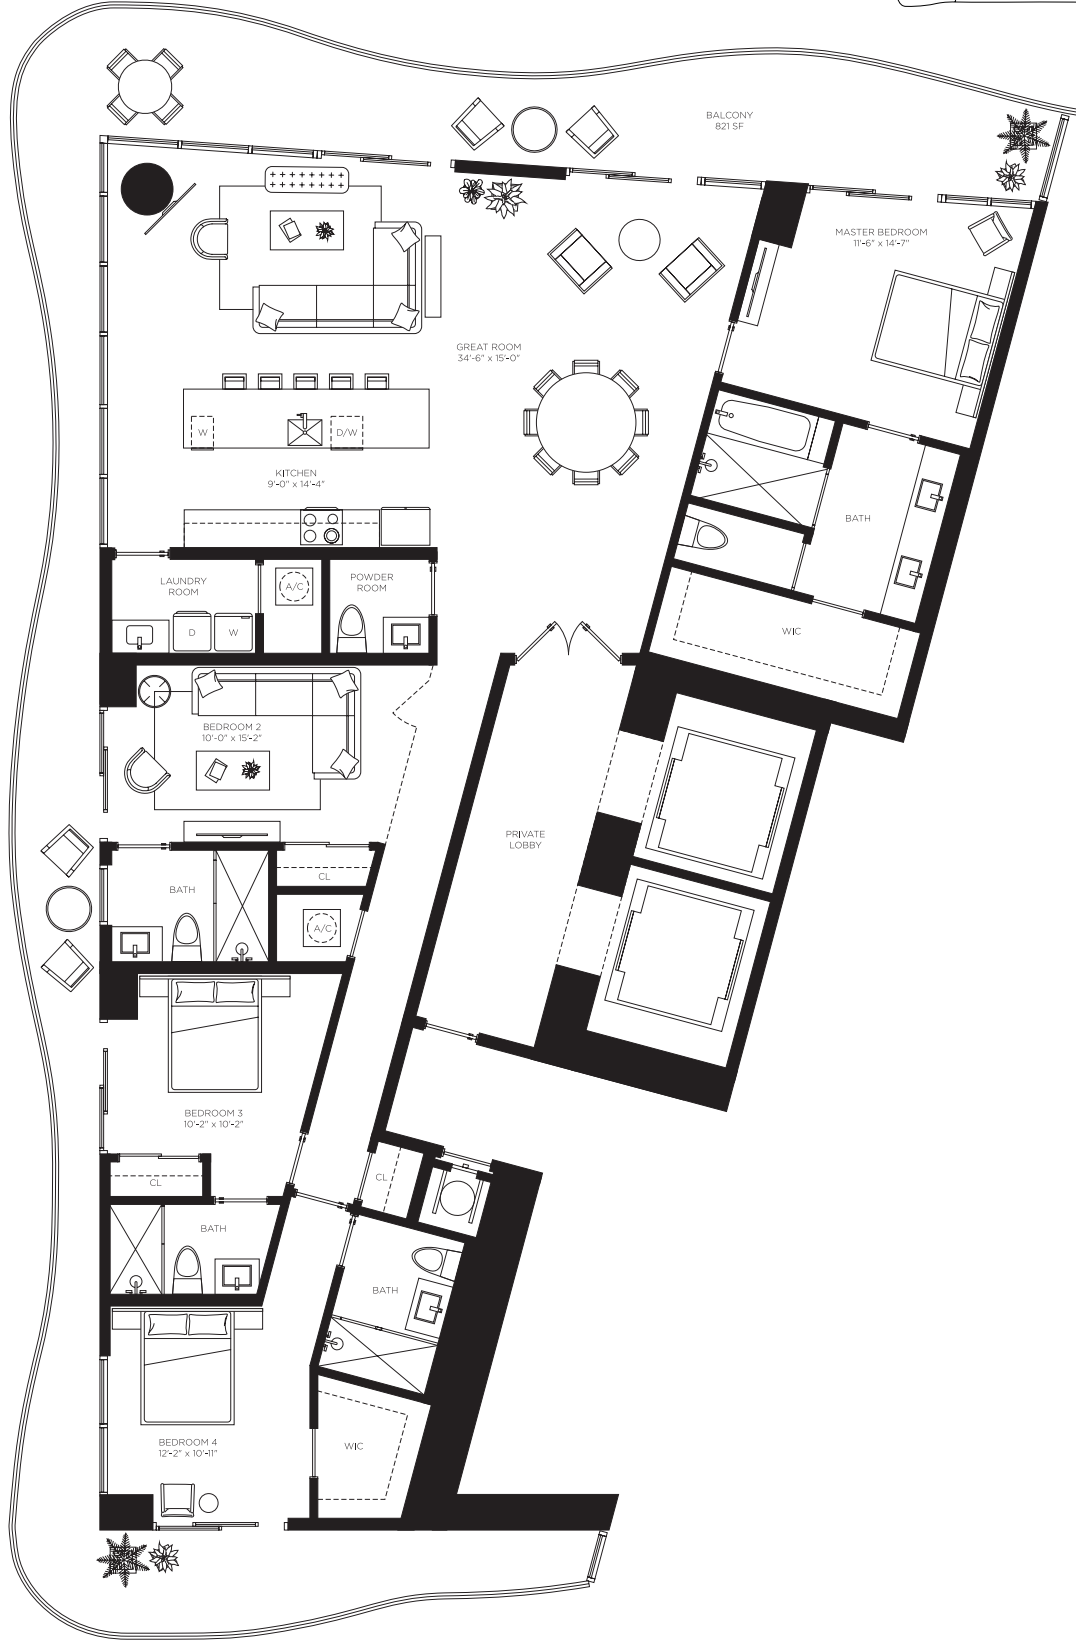 BALCONY
821 SF
MASTER BEDROOM
11'-6" x 14'-7"
GREAT ROOM
34'-6" x 15'-0"
W
D/W
KITCHEN
9'-0" x 14'-4"
BATH
LAUNDRY
ROOM
A/C
POWDER
ROOM
D
W
WIC
BEDROOM 2
10'-0" x 15'-2"
PRIVATE
LOBBY
CL
BATH
A/C
BEDROOM 3
10'-2" x 10'-2"
CL
CL
BATH
BATH
BEDROOM 4
12'-2" x 10'-11"
WIC